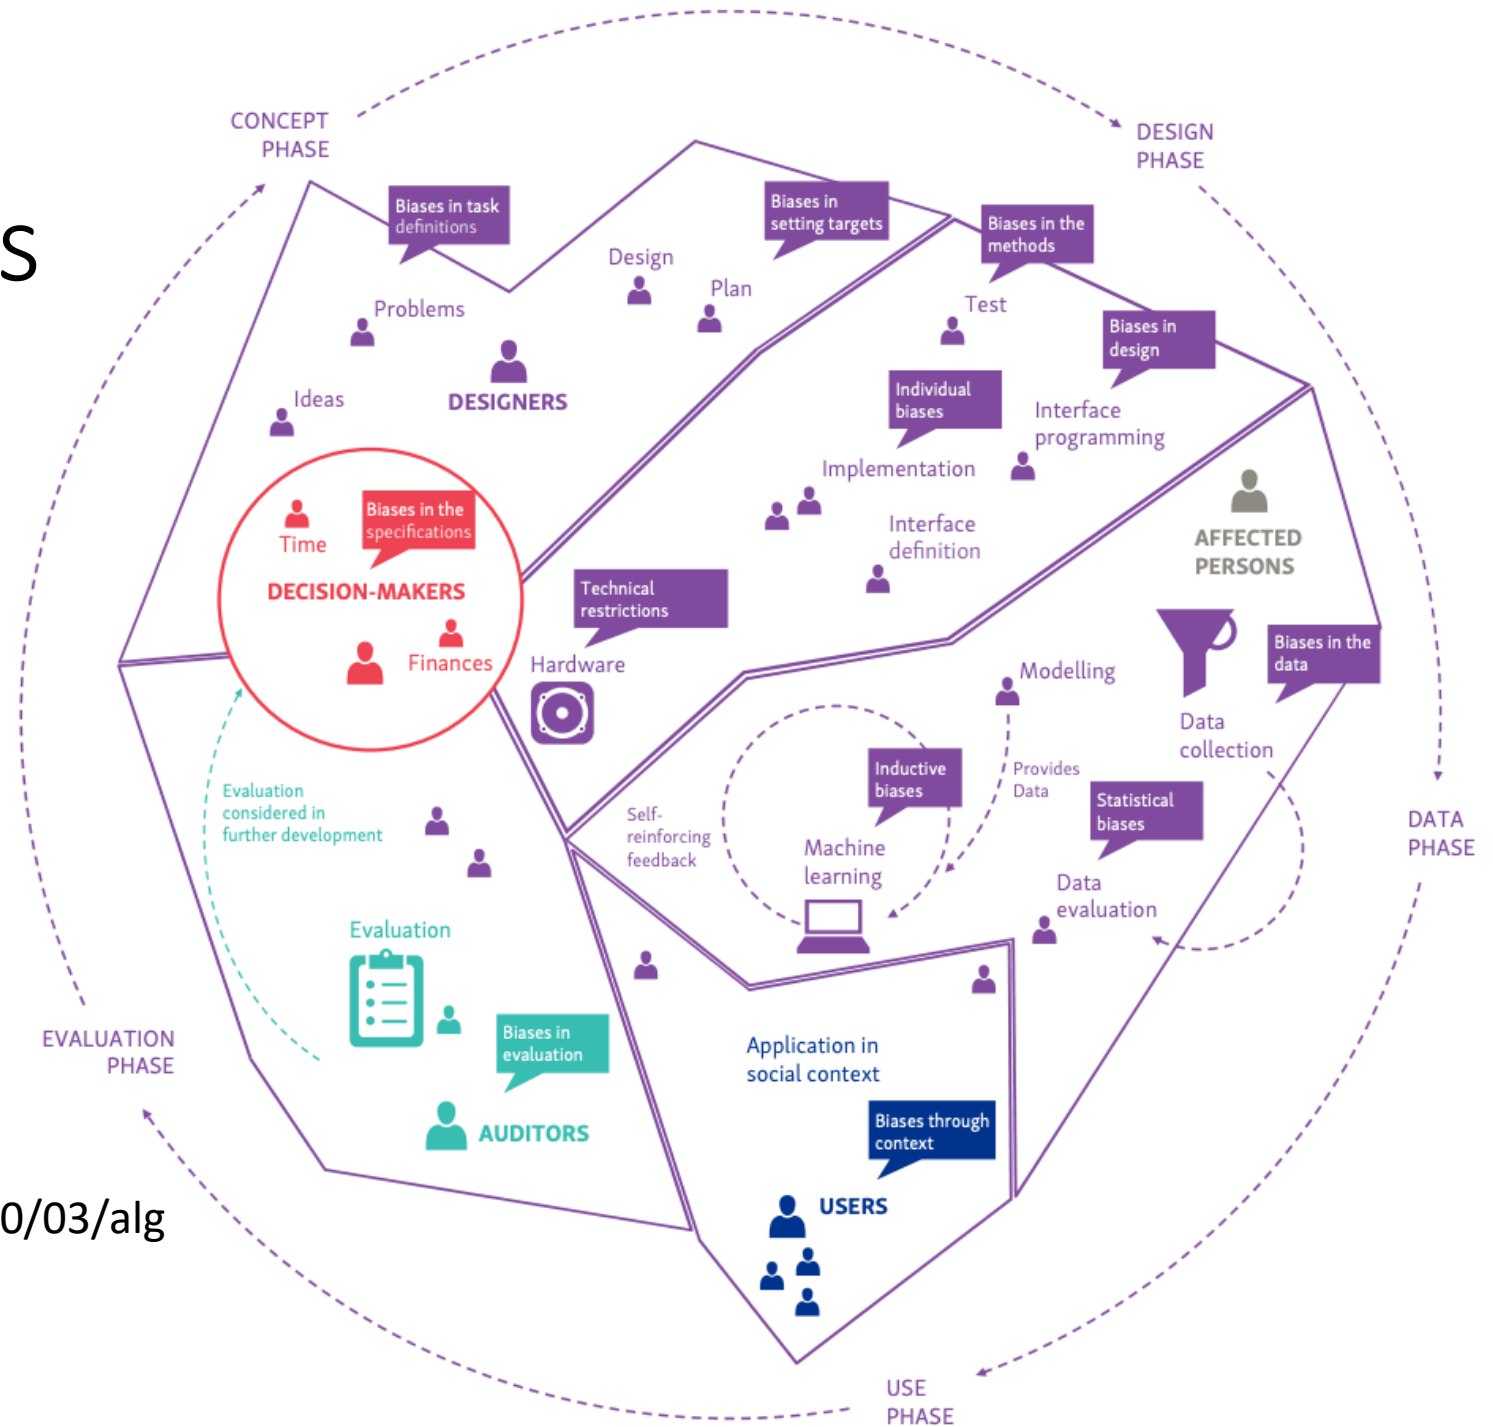 CONCEPT
PHASE
DESIGN
PHASE
S
Biases in task
definitions
Biases in
setting targets
Biases in the
methods
Design
Plan
Problems
Test
Biases in
design
Ideas
DESIGNERS
Individual
biases
Interface
programming
Implementation
Time
Biases in the
specifications
Interface
definition
AFFECTED
PERSONS
DECISION-MAKERS
Technical
restrictions
Finances
Hardware
Biases in the
data
Modelling
Data
collection
Inductive
biases
Provides
Data
Evaluation
considered in
further development
Self-
reinforcing
feedback
Statistical
biases
Machine
learning
DATA
PHASE
Data
evaluation
Evaluation
EVALUATION
PHASE
Biases in
evaluation
Application in
social context
AUDITORS
Biases through
context
USERS
0/03/alg
USE
PHASE